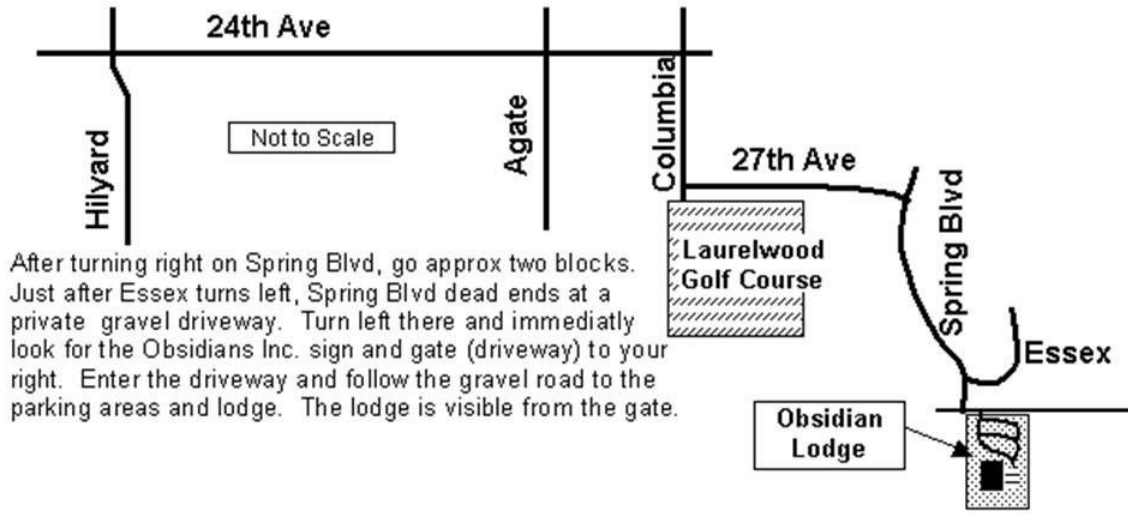 24th Ave
Hilyard
Not to Scale
Agate
Columbia
27th Ave
Spring Blvd
Laurelwood
Golf Course
After turning right on Spring Blvd, go approx two blocks.
Just after Essex turns left, Spring Blvd dead ends at a
private gravel driveway. Turn left there and immediatly
look for the Obsidians Inc. sign and gate (driveway) to your
right. Enter the driveway and follow the gravel road to the
parking areas and lodge. The lodge is visible from the gate.
Essex
Obsidian
Lodge